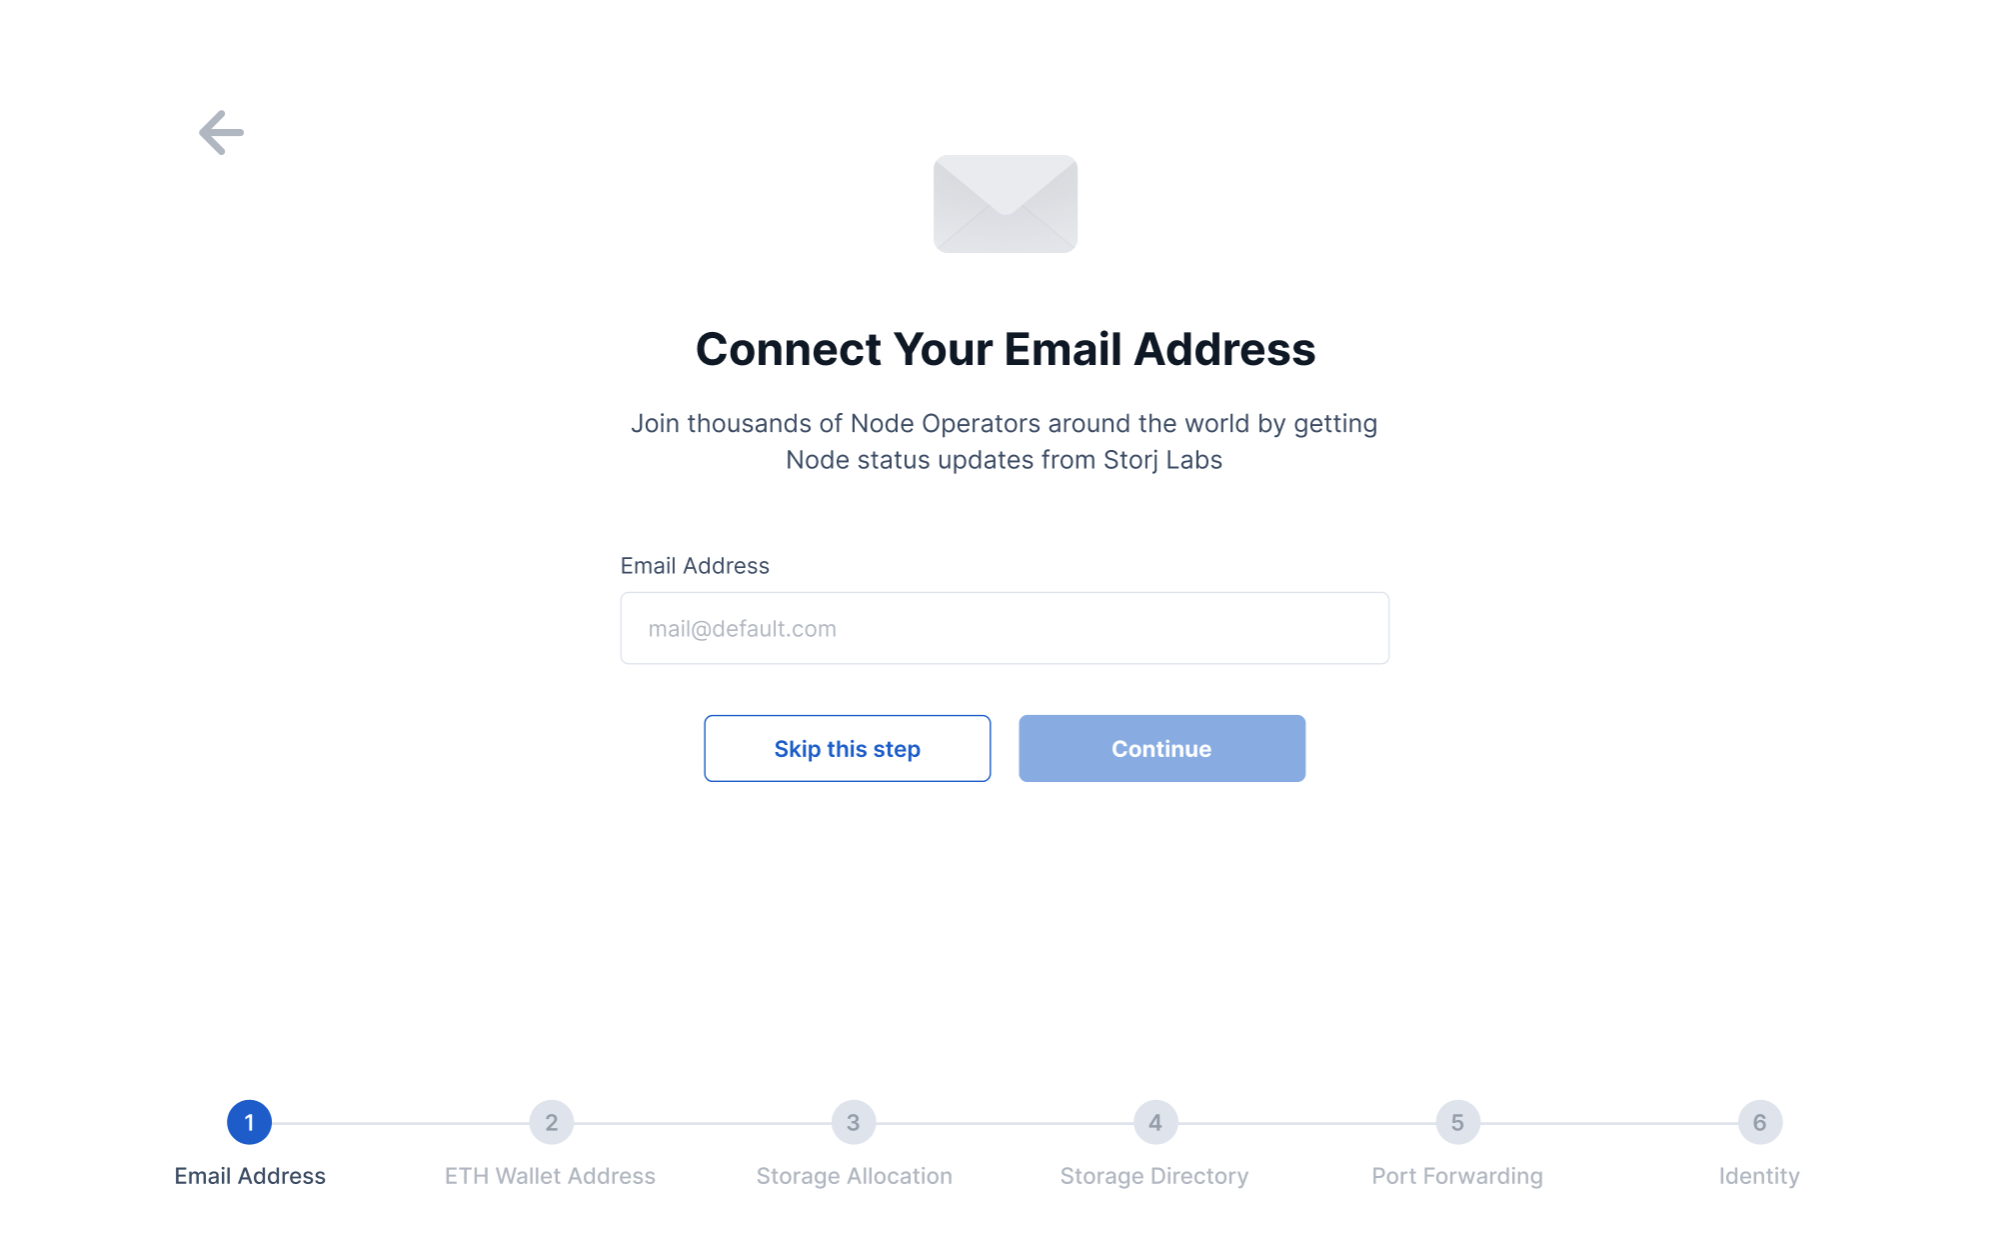 Connect Your Email Address
Join thousands of Node Operators around the world by getting
Node status updates from Storj Labs
Email Address
mail@default.com
Skip this step
Continue
1
2
3
4
5
6
Email Address
ETH Wallet Address
Storage Allocation
Storage Directory
Port Forwarding
Identity